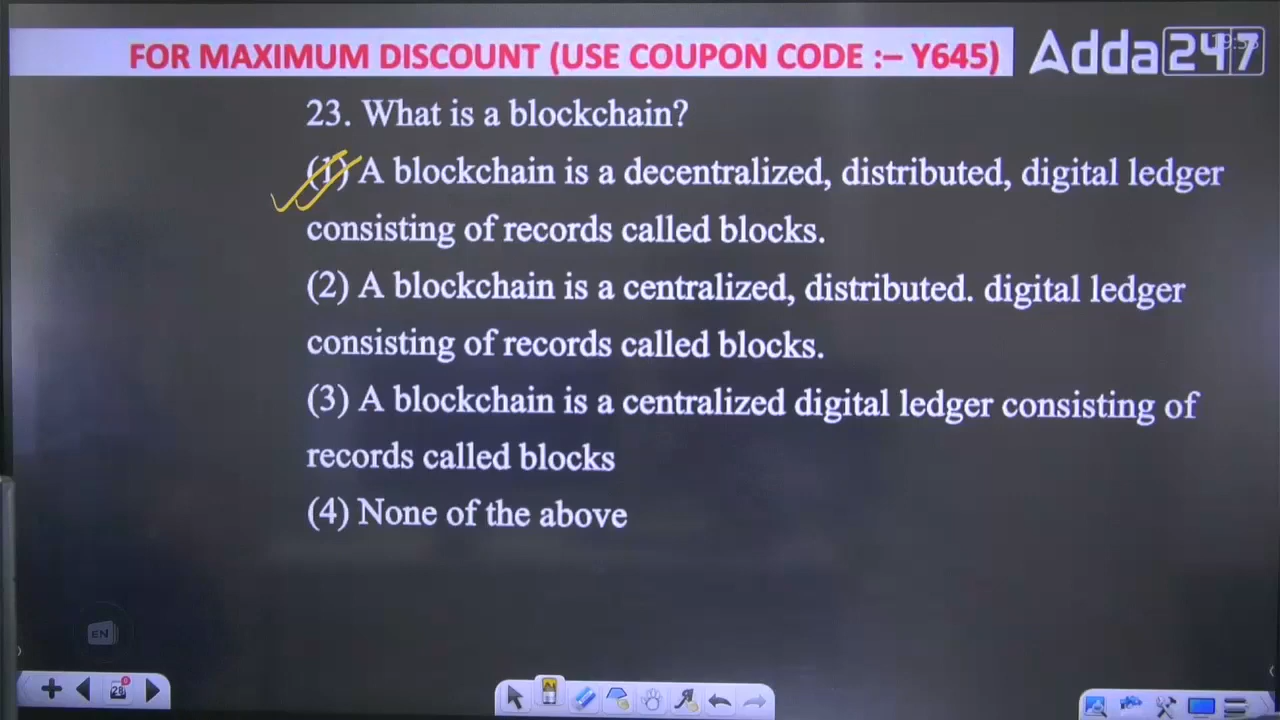 FOR MAXIMUM DISCOUNT (USE COUPON CODE :– Y645)
Adda247
23. What is a blockchain?
(1) A blockchain is a decentralized, distributed, digital ledger
consisting of records called blocks.
(2) A blockchain is a centralized, distributed. digital ledger
consisting of records called blocks.
(3) A blockchain is a centralized digital ledger consisting of
records called blocks
(4) None of the above
EN
28